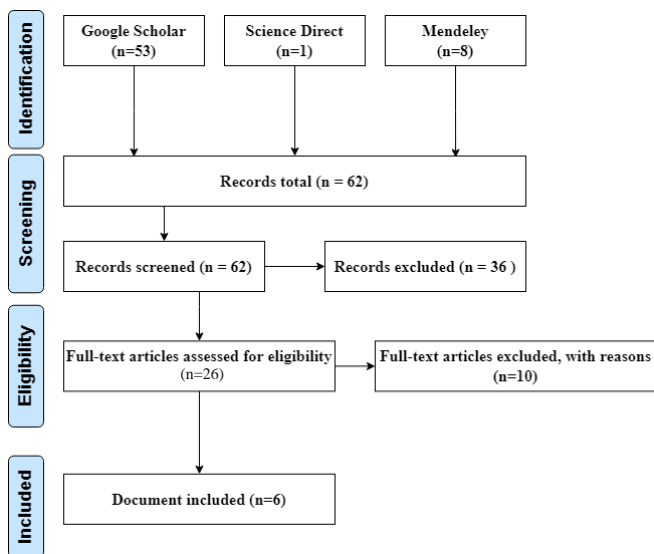 Identification
Google Scholar
(n=53)
Science Direct
(n=1)
Mendeley
(n=8)
Screening
Records total (n = 62)
Records screened (n = 62)
Records excluded (n = 36 )
Eligibility
Full-text articles assessed for eligibility
(n=26)
Full-text articles excluded, with reasons
(n=10)
Included
Document included (n=6)